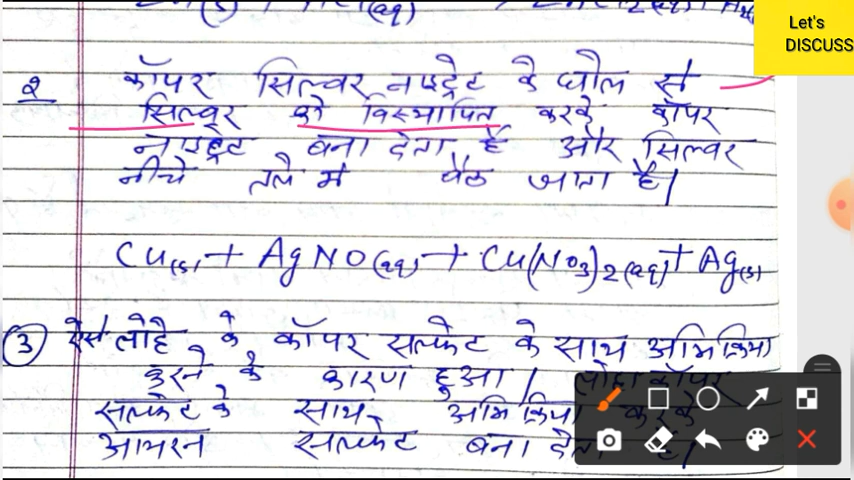 Let's
DISCUSS
२ कॉपर सिल्वर नाइट्रेट के घोल से
सिल्वर को विस्थापित करके कॉपर
नाइट्रेट बना देता है और सिल्वर
नीचे तले में बैठ जाता है।
Cu(s) + AgNO(aq) + Cu(NO3)2(aq) + Ag(s)
③ ऐसे लोहे के कॉपर सल्फेट के साथ अभिक्रिया
करने के कारण हुआ। लोहा कॉपर
सल्फेट के साथ अभिक्रिया करके
आयरन सल्फेट बना देता है।